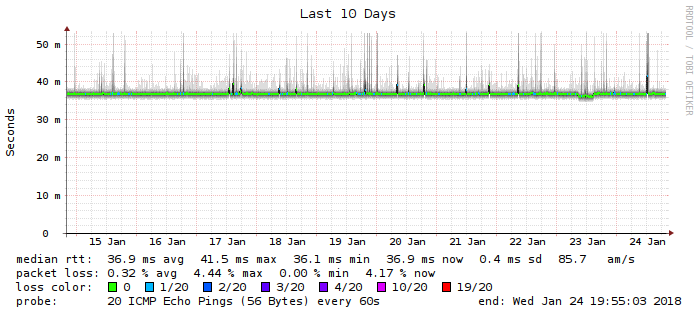 Last 10 Days
RRDTOOL / TOBI OETIKER
Seconds
50 m
40 m
30 m
20 m
10 m
0
15 Jan 16 Jan 17 Jan 18 Jan 19 Jan 20 Jan 21 Jan 22 Jan 23 Jan 24 Jan
median rtt: 36.9 ms avg 41.5 ms max 36.1 ms min 36.9 ms now 0.4 ms sd 85.7 am/s
packet loss: 0.32 % avg 4.44 % max 0.00 % min 4.17 % now
loss color: 0 1/20 2/20 3/20 4/20 10/20 19/20
probe: 20 ICMP Echo Pings (56 Bytes) every 60s end: Wed Jan 24 19:55:03 2018